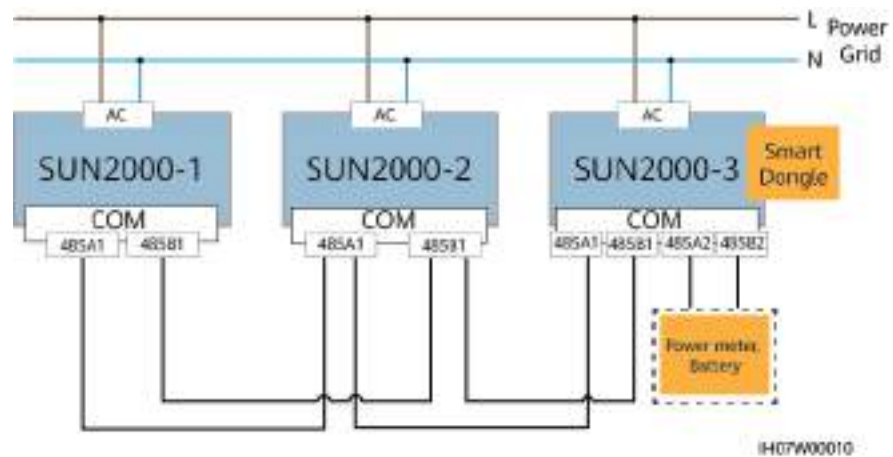 L Power
N Grid
AC
AC
AC
SUN2000-1
SUN2000-2
SUN2000-3
Smart
Dongle
COM
COM
COM
485A1
485B1
485A1
485B1
485A1
485B1
485A2
485B2
Power meter,
Battery
IH07W00010